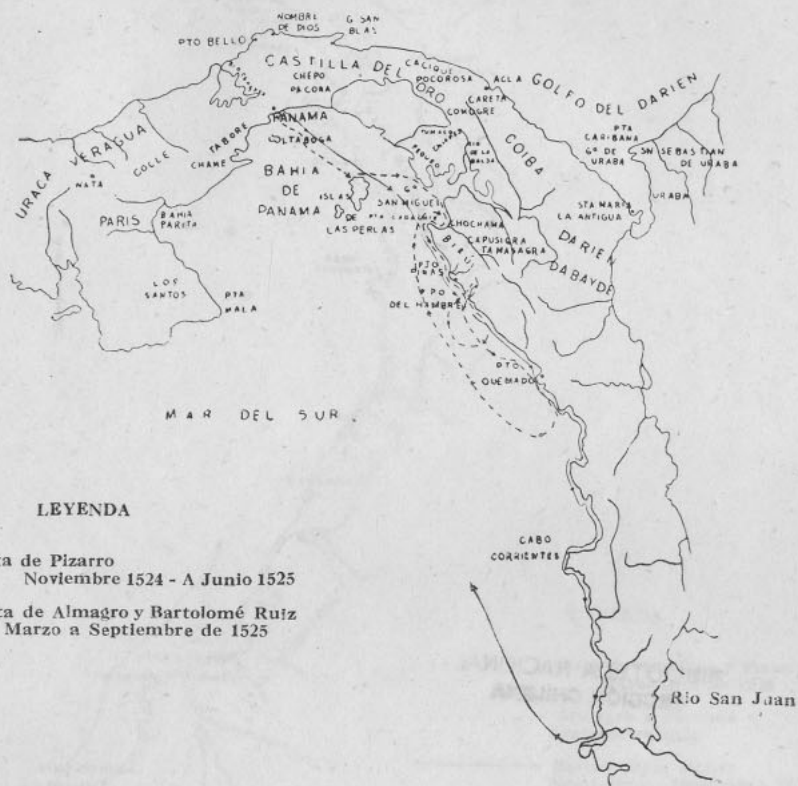 NOMBRE
DE DIOS
G SAN
BLAS
PTO BELLO
CASTILLA DEL ORO
CHEPO
PACORA
CACIQUE
POCOROSA
ACLA
GOLFO DEL DARIEN
CARETA
COMOGRE
PTA
CARIBANA
Gº DE
URABA
SN SEBASTIAN
DE URABA
URABA
COIBA
PANAMA
TABOGA
TABORE
CHAME
COLLE
VERAGUA
URACA
NATA
PARIS
BAHIA
PARITA
BAHIA
DE
PANAMA
ISLAS
DE
LAS PERLAS
Gº
SAN MIGUEL
CHOCHAMA
CAPUSIGRA
TAMASAGRA
BIRU
STA MARIA
LA ANTIGUA
DARIEN
DABAYDE
LOS
SANTOS
PTA
MALA
PTO
PIÑAS
PO
DEL HAMBRE
PTO
QUEMADO
MAR DEL SUR.
CABO
CORRIENTES
Rio San Juan
LEYENDA
ta de Pizarro
Noviembre 1524 - A Junio 1525
ta de Almagro y Bartolomé Ruiz
Marzo a Septiembre de 1525